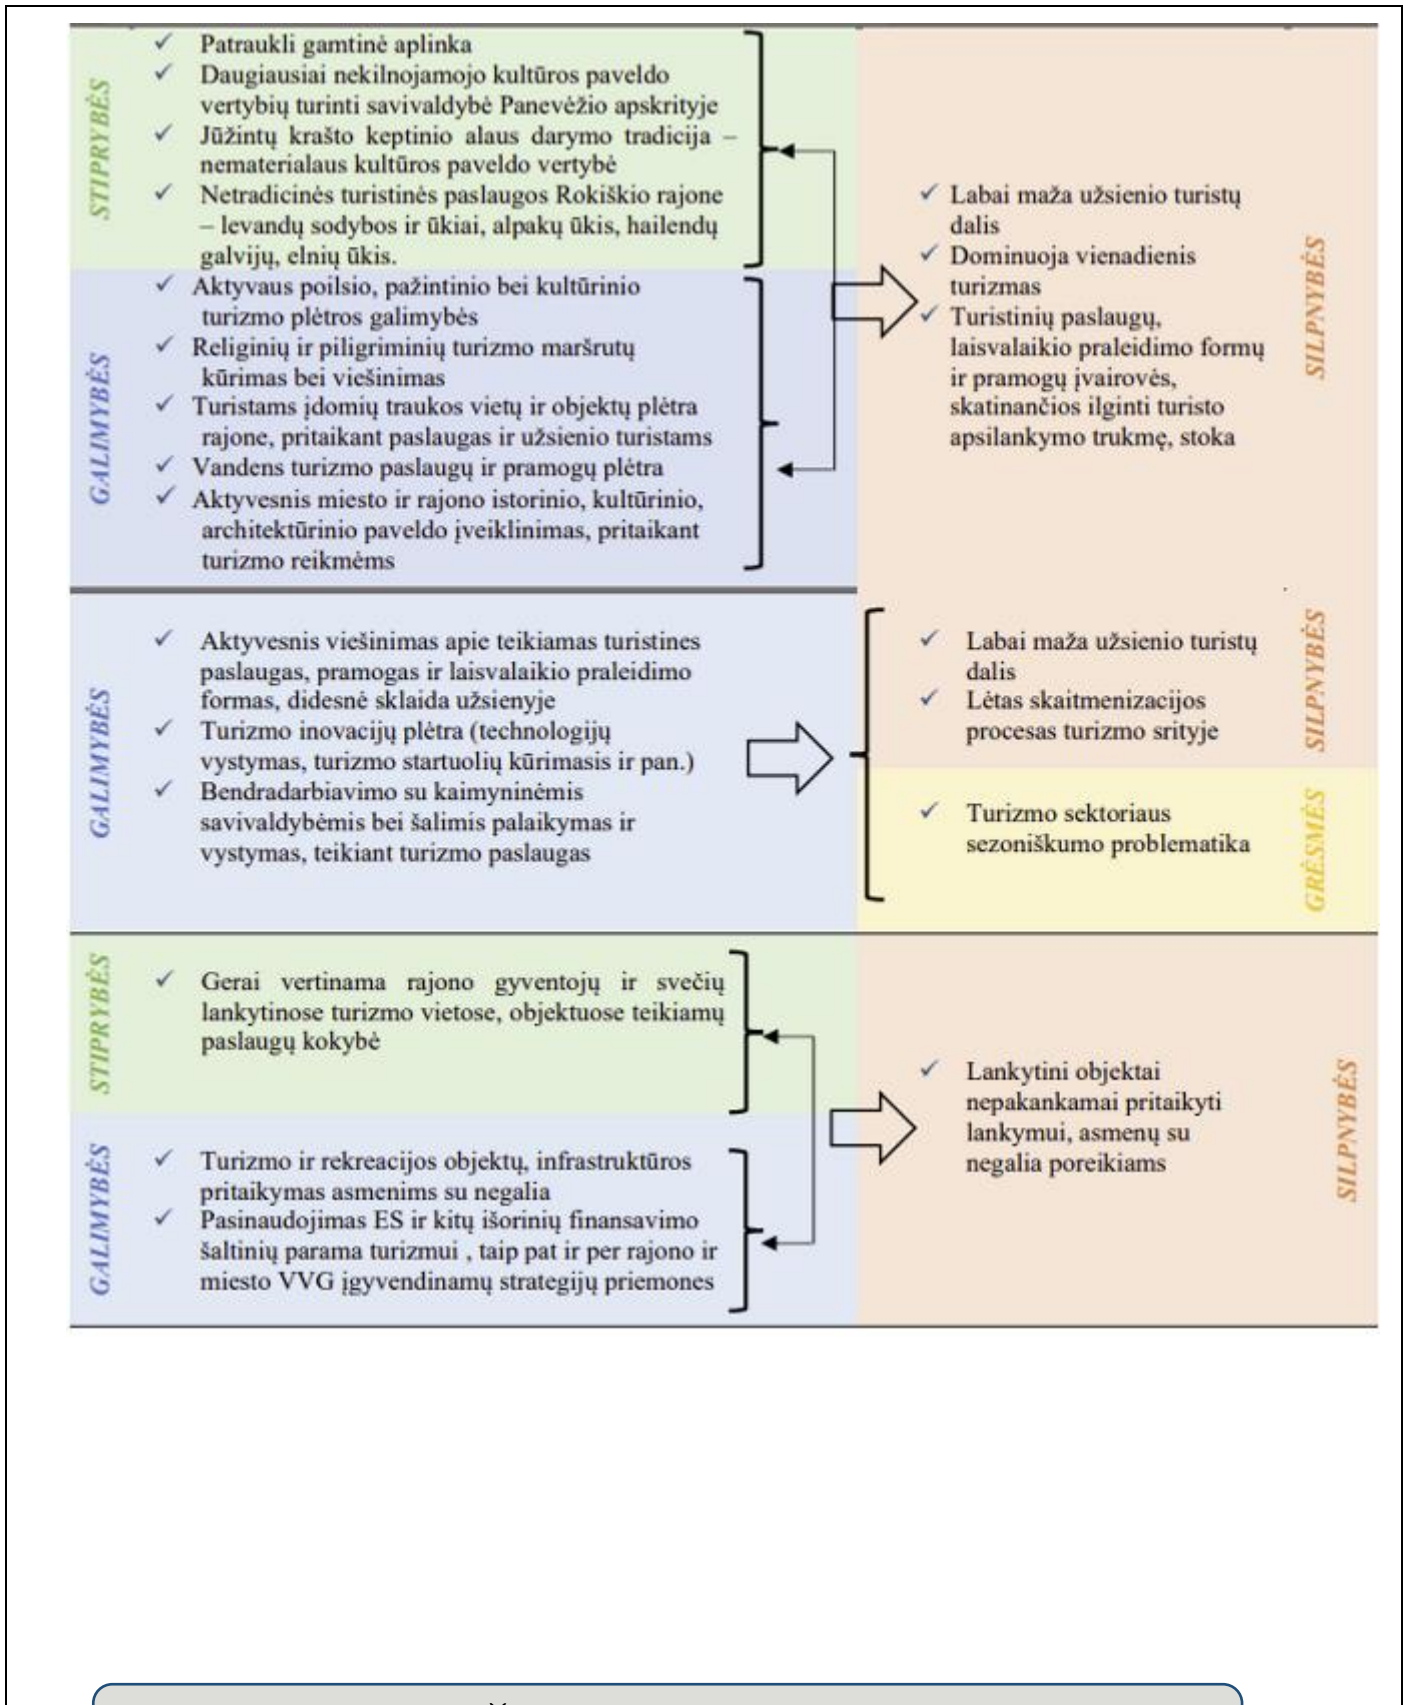 STIPRYBĖS
✓ Patraukli gamtinė aplinka
✓ Daugiausiai nekilnojamojo kultūros paveldo
vertybių turinti savivaldybė Panevėžio apskrityje
✓ Jūžintų krašto keptinio alaus darymo tradicija –
nematerialaus kultūros paveldo vertybė
✓ Netradicinės turistinės paslaugos Rokiškio rajone
– levandų sodybos ir ūkiai, alpakų ūkis, hailendų
galvijų, elnių ūkis.
GALIMYBĖS
✓ Aktyvaus poilsio, pažintinio bei kultūrinio
turizmo plėtros galimybės
✓ Religinių ir piligriminių turizmo maršrutų
kūrimas bei viešinimas
✓ Turistams įdomių traukos vietų ir objektų plėtra
rajone, pritaikant paslaugas ir užsienio turistams
✓ Vandens turizmo paslaugų ir pramogų plėtra
✓ Aktyvesnis miesto ir rajono istorinio, kultūrinio,
architektūrinio paveldo įveiklinimas, pritaikant
turizmo reikmėms
✓ Labai maža užsienio turistų
dalis
✓ Dominuoja vienadienis
turizmas
✓ Turistinių paslaugų,
laisvalaikio praleidimo formų
ir pramogų įvairovės,
skatinančios ilginti turisto
apsilankymo trukmę, stoka
SILPNYBĖS
GALIMYBĖS
✓ Aktyvesnis viešinimas apie teikiamas turistines
paslaugas, pramogas ir laisvalaikio praleidimo
formas, didesnė sklaida užsienyje
✓ Turizmo inovacijų plėtra (technologijų
vystymas, turizmo startuolių kūrimasis ir pan.)
✓ Bendradarbiavimo su kaimyninėmis
savivaldybėmis bei šalimis palaikymas ir
vystymas, teikiant turizmo paslaugas
✓ Labai maža užsienio turistų
dalis
✓ Lėtas skaitmenizacijos
procesas turizmo srityje
SILPNYBĖS
✓ Turizmo sektoriaus
sezoniškumo problematika
GRĖSMĖS
STIPRYBĖS
✓ Gerai vertinama rajono gyventojų ir svečių
lankytinose turizmo vietose, objektuose teikiamų
paslaugų kokybė
GALIMYBĖS
✓ Turizmo ir rekreacijos objektų, infrastruktūros
pritaikymas asmenims su negalia
✓ Pasinaudojimas ES ir kitų išorinių finansavimo
šaltinių parama turizmui , taip pat ir per rajono ir
miesto VVG įgyvendinamų strategijų priemones
✓ Lankytini objektai
nepakankamai pritaikyti
lankymui, asmenų su
negalia poreikiams
SILPNYBĖS